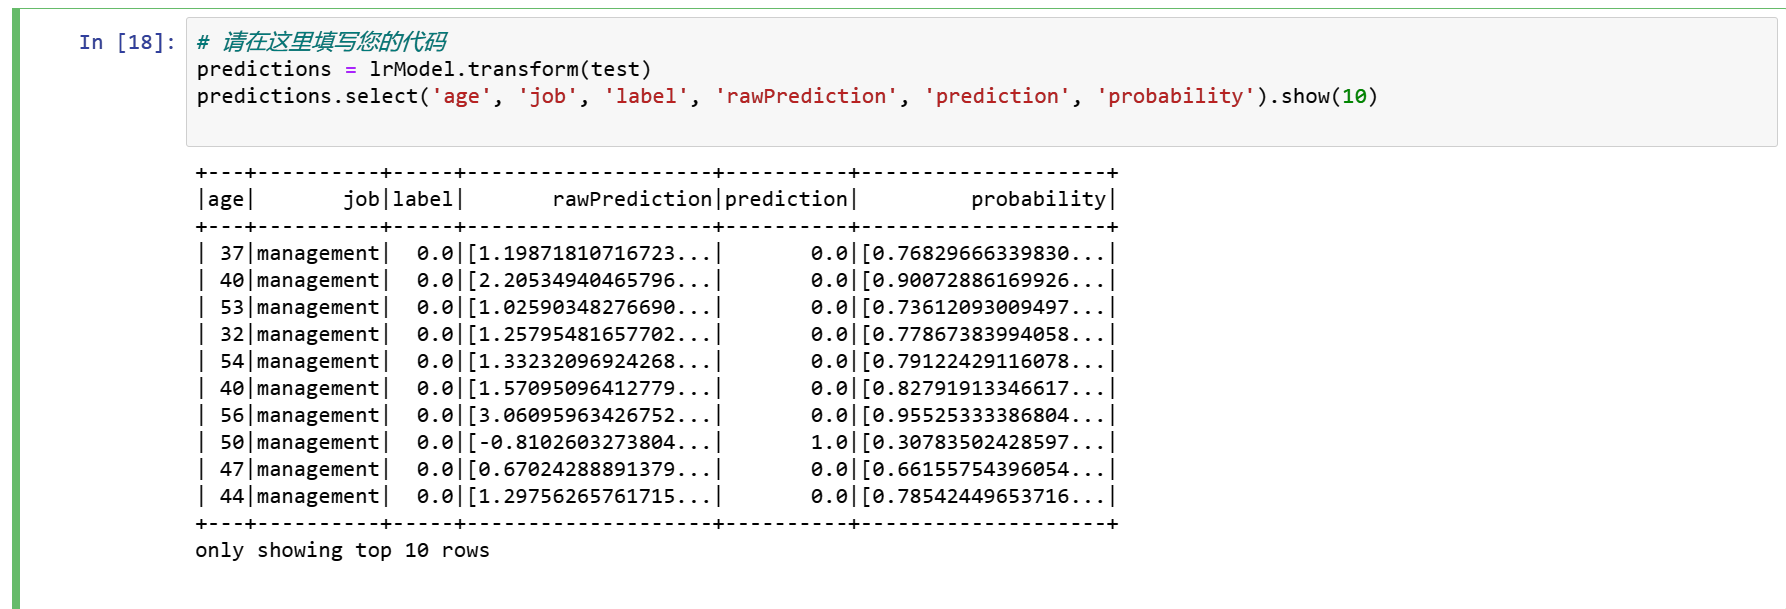 In [18]:
# 请在这里填写您的代码
predictions = lrModel.transform(test)
predictions.select('age', 'job', 'label', 'rawPrediction', 'prediction', 'probability').show(10)
+---+----------+-----+--------------------+----------+--------------------+
|age|       job|label|       rawPrediction|prediction|         probability|
+---+----------+-----+--------------------+----------+--------------------+
| 37|management|  0.0|[1.19871810716723...|       0.0|[0.76829666339830...|
| 40|management|  0.0|[2.20534940465796...|       0.0|[0.90072886169926...|
| 53|management|  0.0|[1.02590348276690...|       0.0|[0.73612093009497...|
| 32|management|  0.0|[1.25795481657702...|       0.0|[0.77867383994058...|
| 54|management|  0.0|[1.33232096924268...|       0.0|[0.79122429116078...|
| 40|management|  0.0|[1.57095096412779...|       0.0|[0.82791913346617...|
| 56|management|  0.0|[3.06095963426752...|       0.0|[0.95525333386804...|
| 50|management|  0.0|[-0.8102603273804...|       1.0|[0.30783502428597...|
| 47|management|  0.0|[0.67024288891379...|       0.0|[0.66155754396054...|
| 44|management|  0.0|[1.29756265761715...|       0.0|[0.78542449653716...|
+---+----------+-----+--------------------+----------+--------------------+
only showing top 10 rows